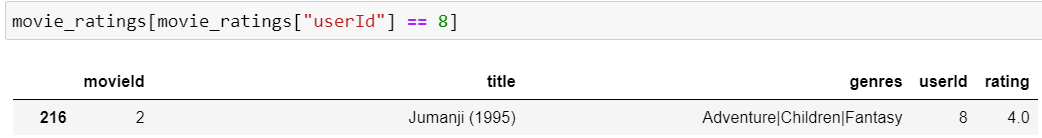 movie_ratings[movie_ratings["userId"] == 8]
movieId title genres userId rating
216 2 Jumanji (1995) Adventure|Children|Fantasy 8 4.0